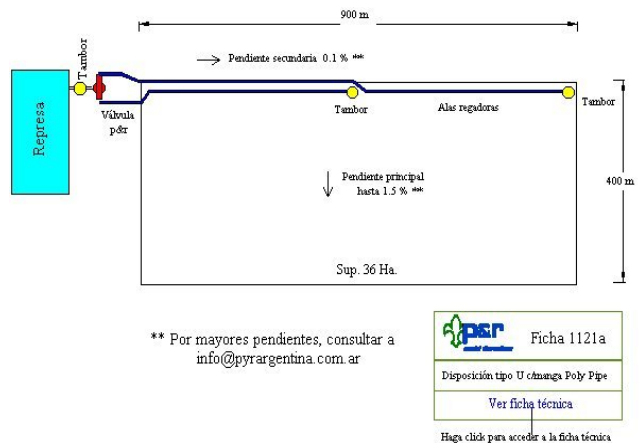 900 m
Pendiente secundaria 0.1 % **
Tambor
Represa
Válvula
p&r
Tambor
Alas regadoras
Tambor
Pendiente principal
hasta 1.5 % **
400 m
Sup. 36 Ha.
** Por mayores pendientes, consultar a
info@pyrargentina.com.ar
p&r
Ficha 1121a
Disposición tipo U c/manga Poly Pipe
Ver ficha técnica
Haga click para acceder a la ficha técnica